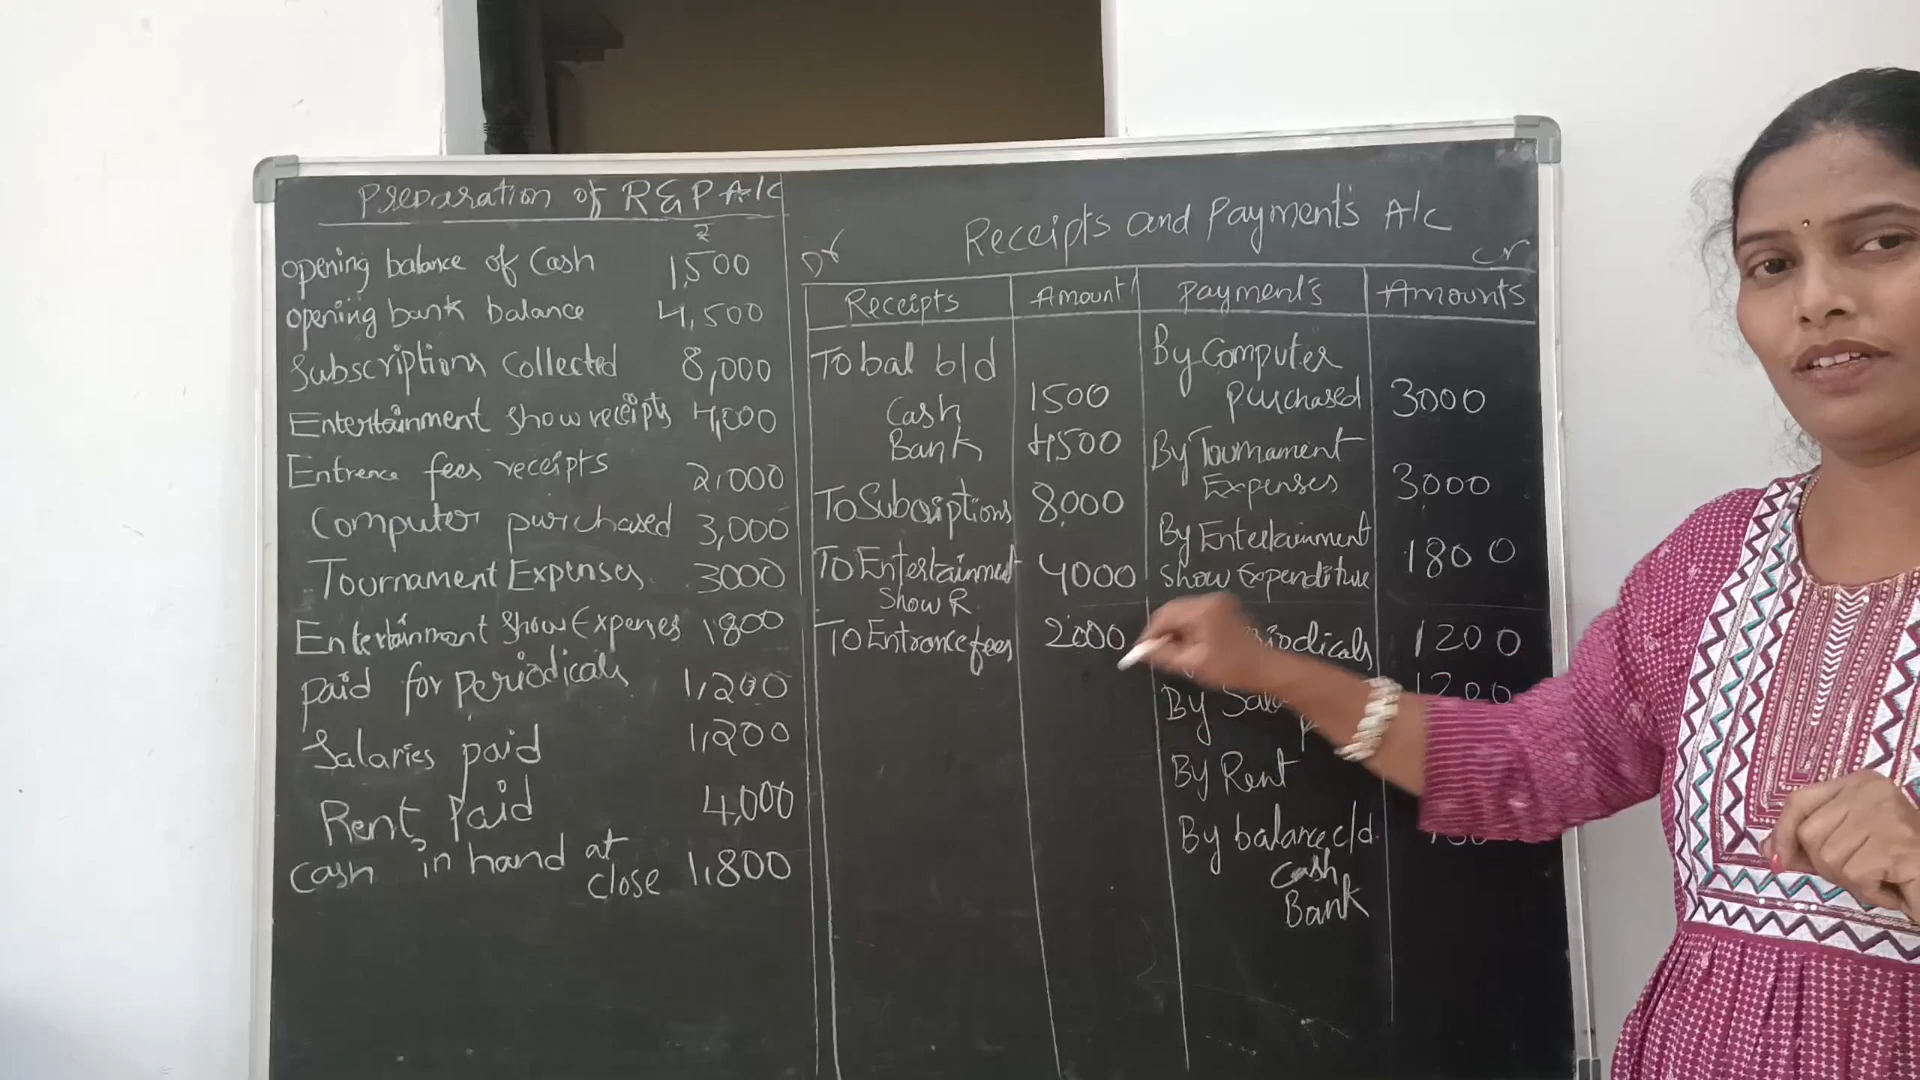 Preparation of R&P A/c
₹
opening balance of Cash 1,500
opening bank balance 4,500
Subscriptions Collected 8,000
Entertainment show receipts 4,000
Entrence fees receipts 2,000
Computer purchased 3,000
Tournament Expenses 3000
Entertainment show Expenses 1800
paid for periodicals 1,200
Salaries paid 1,200
Rent paid 4,000
Cash in hand at
close 1,800
Receipts and Payment's A/c
Dr Cr
Receipts Amount Payment's Amounts
To bal b/d By Computer
Cash 1500 purchased 3000
Bank 4500 By Tournament
To Subscriptions 8,000 Expenses 3000
By Entertainment
To Entertainment 4000 show Expenditure 1800
Show R
To Entrance fees 2000 1200
By 1200
By Rent
By balance c/d
Cash
Bank